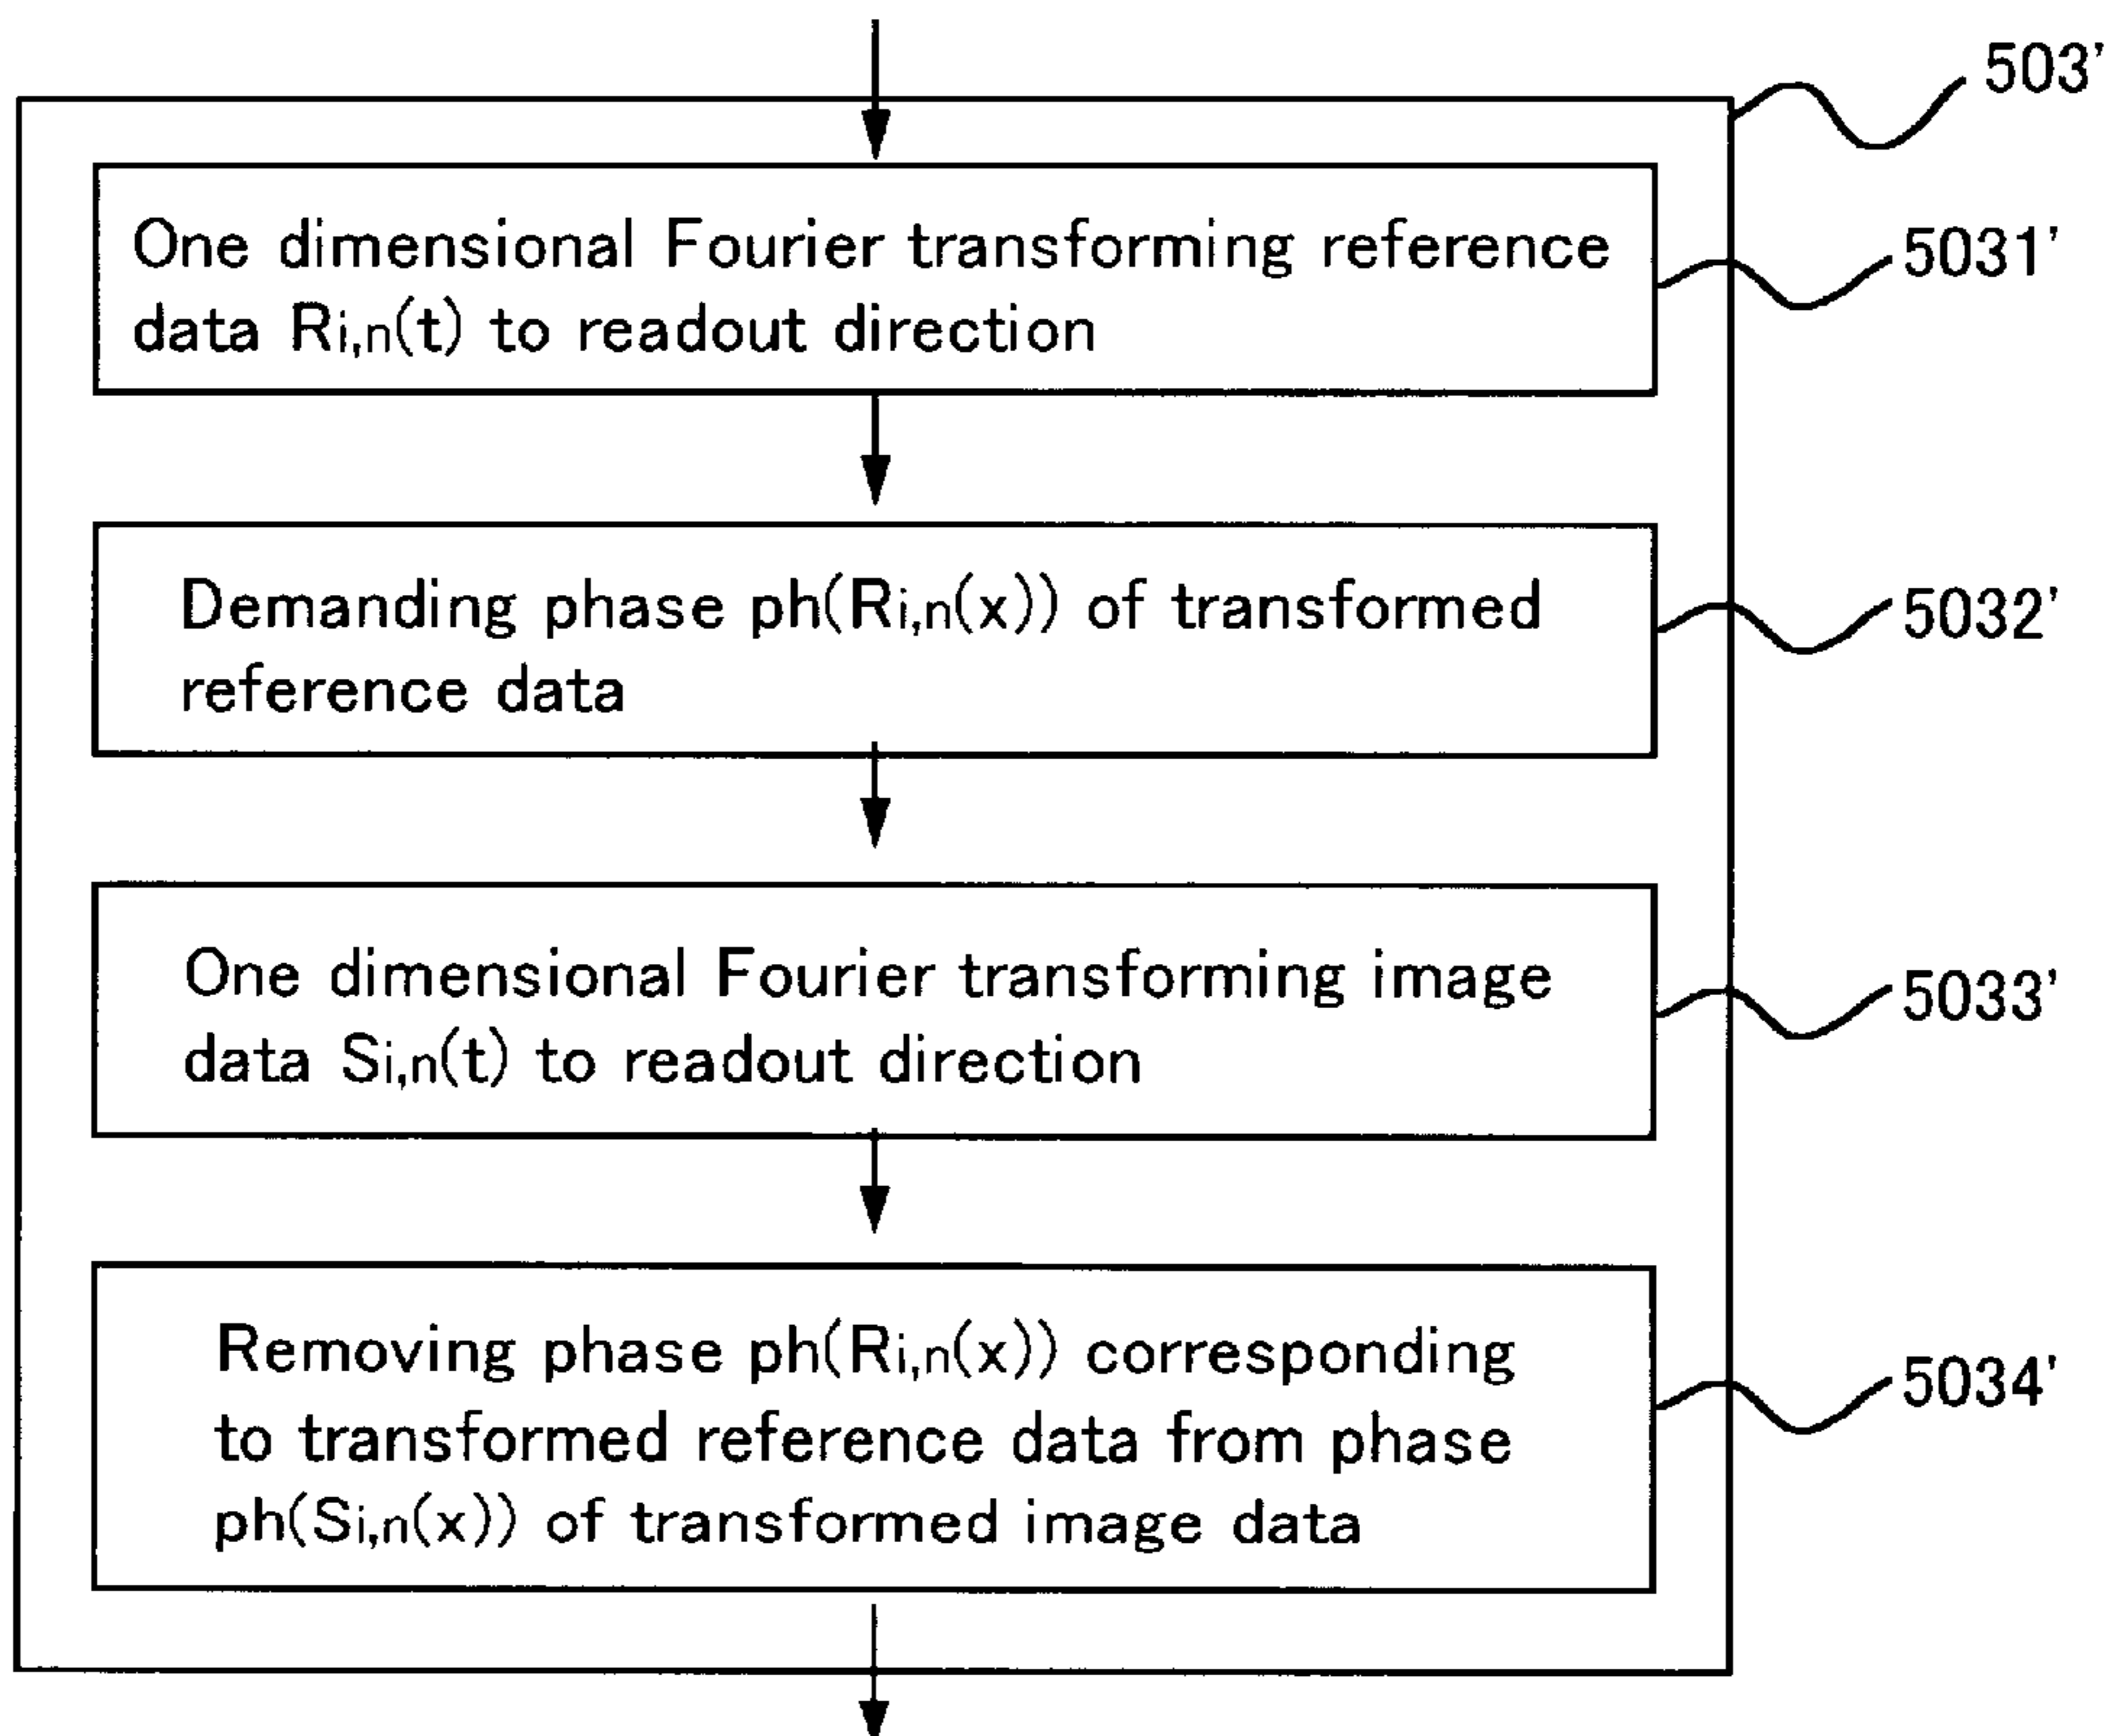 503'
One dimensional Fourier transforming reference
data Ri,n(t) to readout direction
5031'
Demanding phase ph(Ri,n(x)) of transformed
reference data
5032'
One dimensional Fourier transforming image
data Si,n(t) to readout direction
5033'
Removing phase ph(Ri,n(x)) corresponding
to transformed reference data from phase
ph(Si,n(x)) of transformed image data
5034'